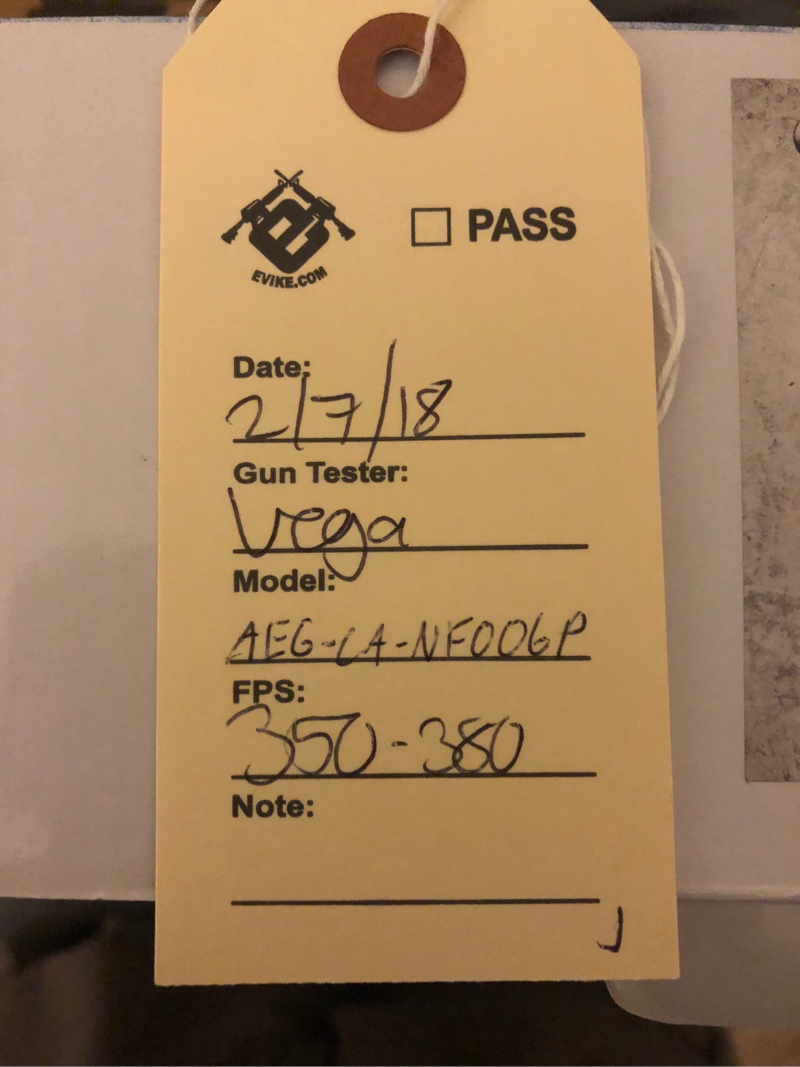 EVIKE.COM
PASS
Date:
2/7/18
Gun Tester:
Vega
Model:
AEG-CA-NF006P
FPS:
350-380
Note:
J